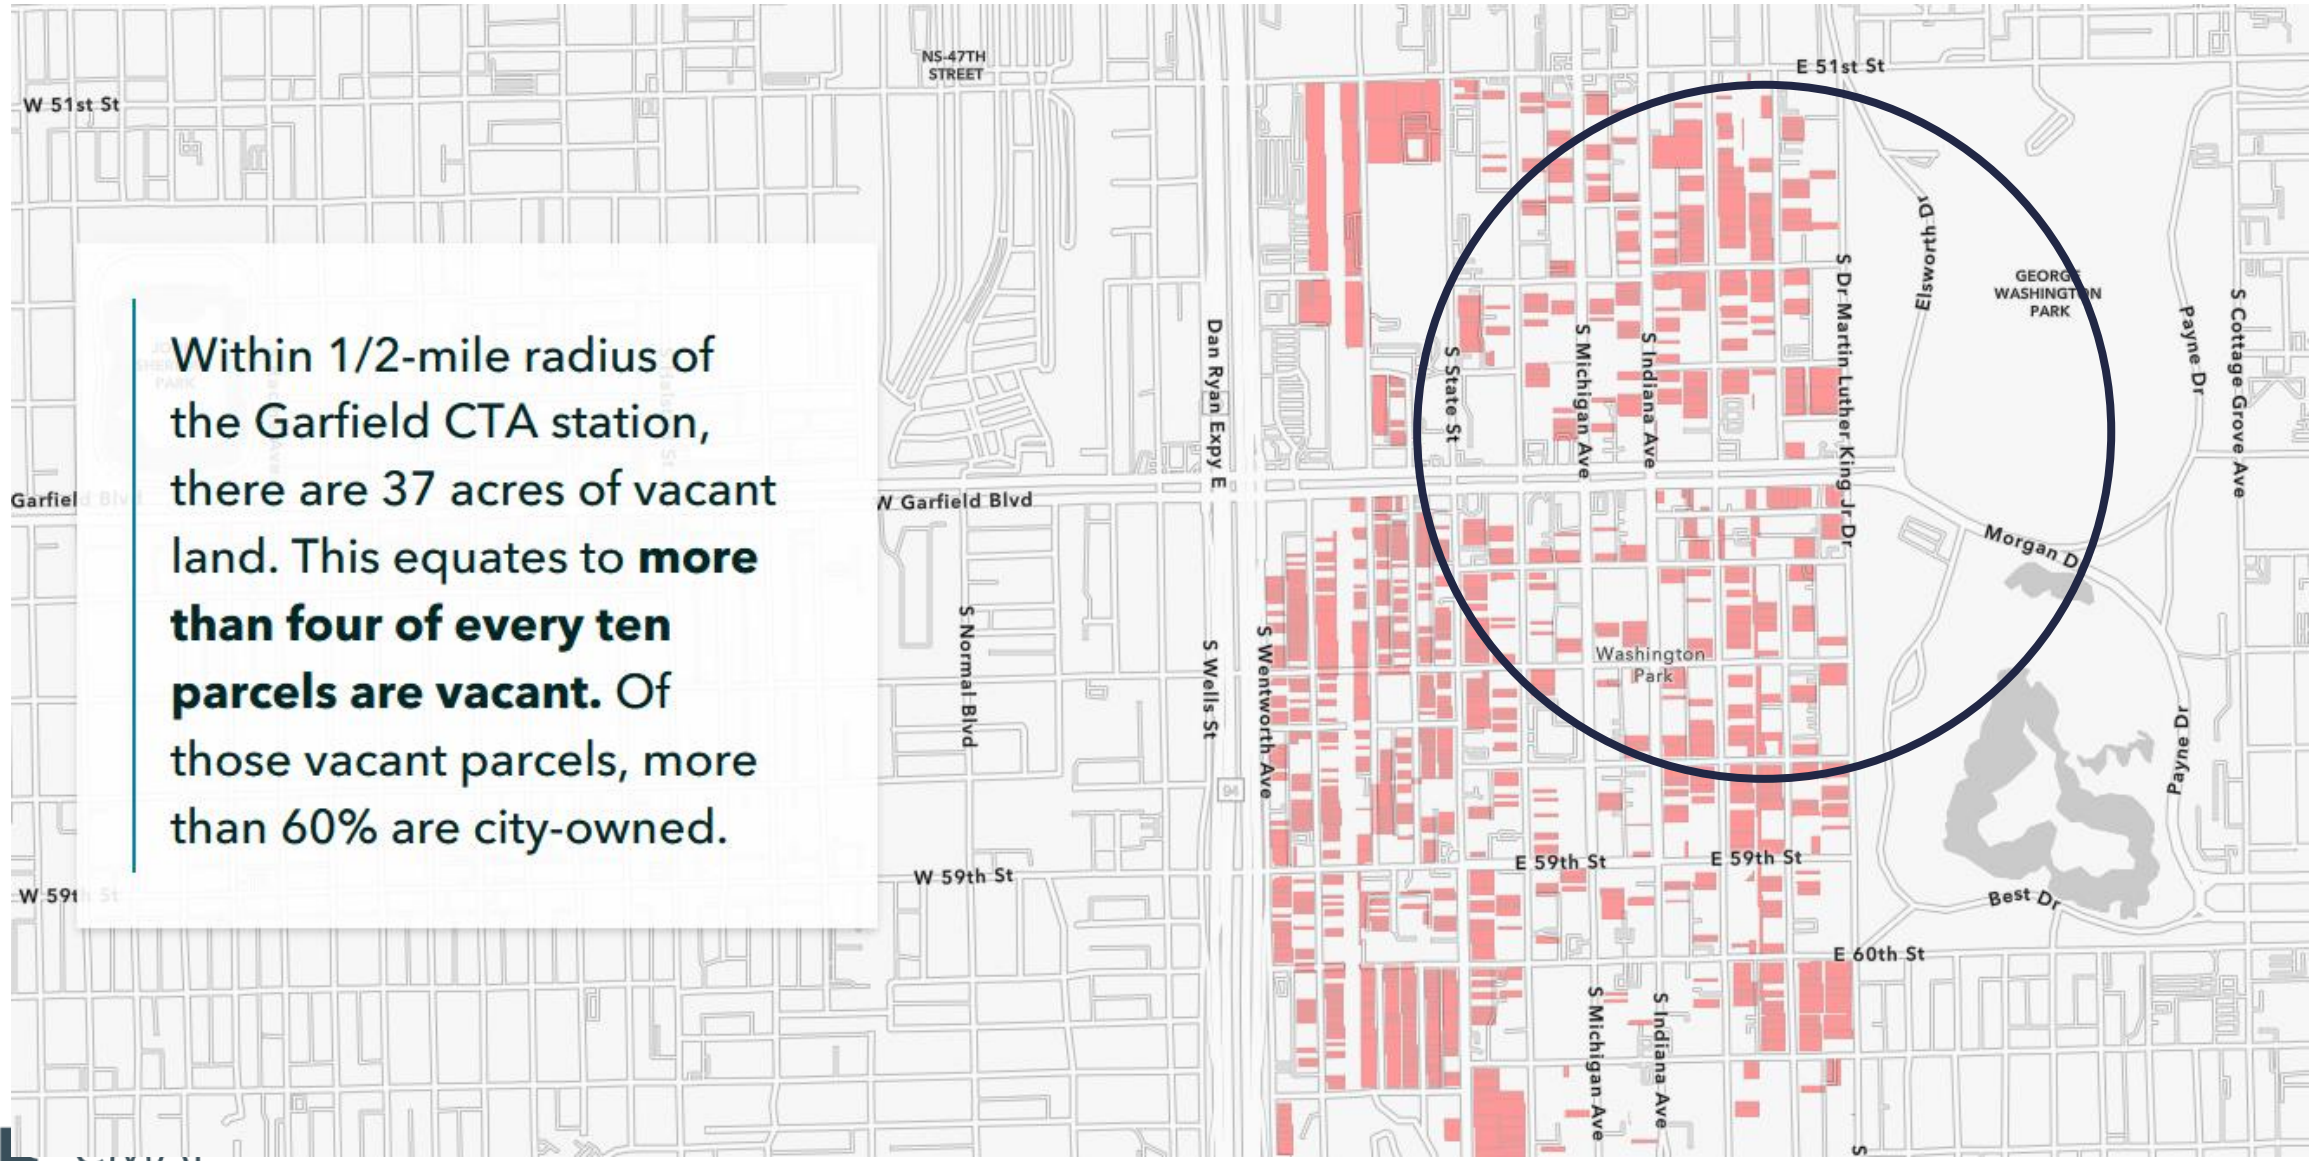 NS-47TH
STREET
E 51st St
W 51st St
Elsworth Dr
GEORGE
WASHINGTON
PARK
S Dr Martin Luther King Jr Dr
Payne Dr
S Cottage Grove Ave
Dan Ryan Expy E
S State St
S Michigan Ave
S Indiana Ave
Within 1/2-mile radius of
the Garfield CTA station,
there are 37 acres of vacant
land. This equates to more
than four of every ten
parcels are vacant. Of
those vacant parcels, more
than 60% are city-owned.
Garfield Blvd
W Garfield Blvd
Morgan D
S Normal Blvd
S Wells St
S Wentworth Ave
Washington
Park
Payne Dr
94
E 59th St
E 59th St
W 59th St
W 59th St
Best Dr
E 60th St
S Michigan Ave
S Indiana Ave
S